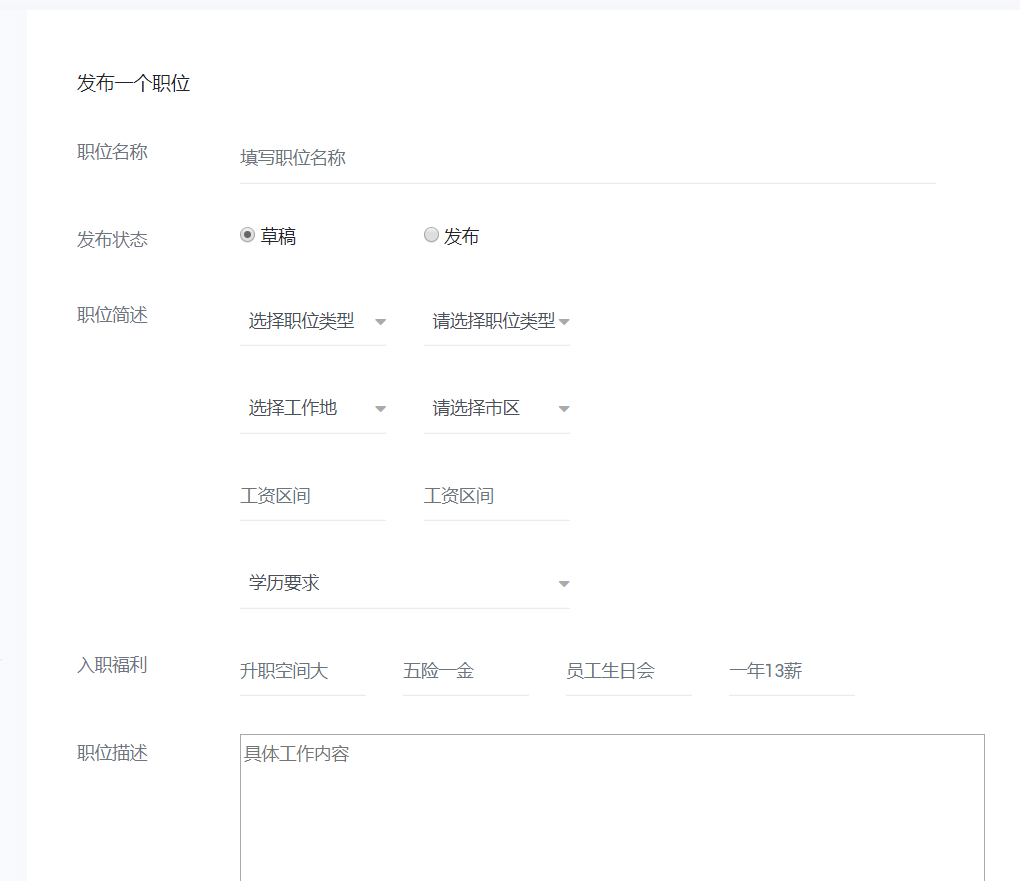 发布一个职位
职位名称 填写职位名称
发布状态 草稿 发布
职位简述 选择职位类型 请选择职位类型
选择工作地 请选择市区
工资区间 工资区间
学历要求
入职福利 升职空间大 五险一金 员工生日会 一年13薪
职位描述 具体工作内容